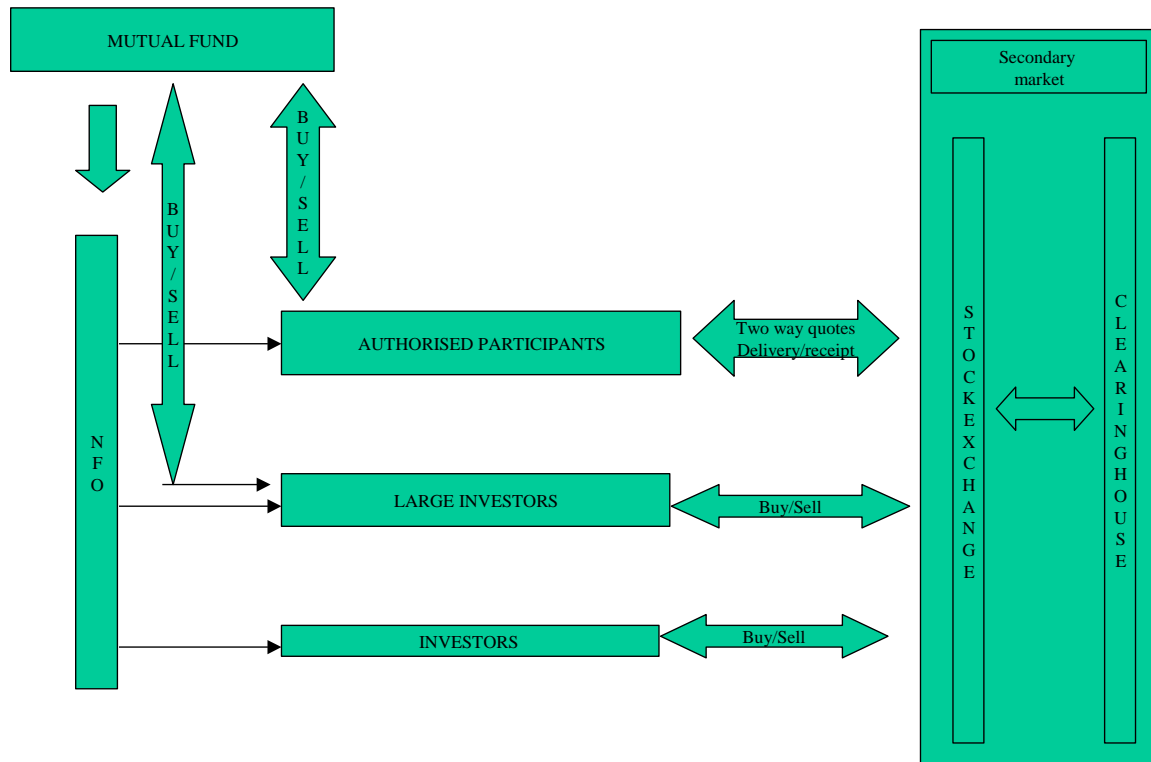 MUTUAL FUND
Secondary
market
BUY/SELL
BUY/SELL
NFO
AUTHORISED PARTICIPANTS
Two way quotes
Delivery/receipt
LARGE INVESTORS
Buy/Sell
INVESTORS
Buy/Sell
STOCKEXCHANGE
CLEARINGHOUSE